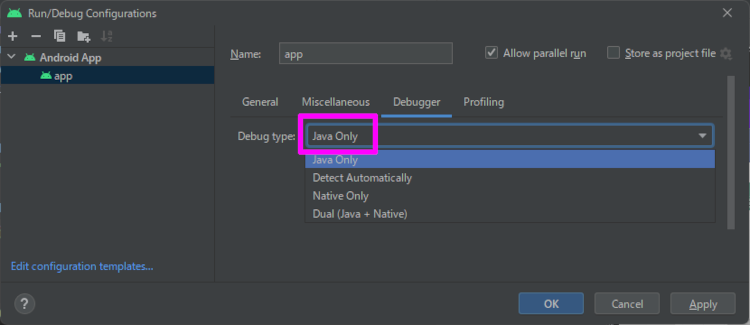 Run/Debug Configurations
Android App
app
Edit configuration templates...
Name: app
Allow parallel run
Store as project file
General Miscellaneous Debugger Profiling
Debug type: Java Only
Java Only
Detect Automatically
Native Only
Dual (Java + Native)
?
OK Cancel Apply